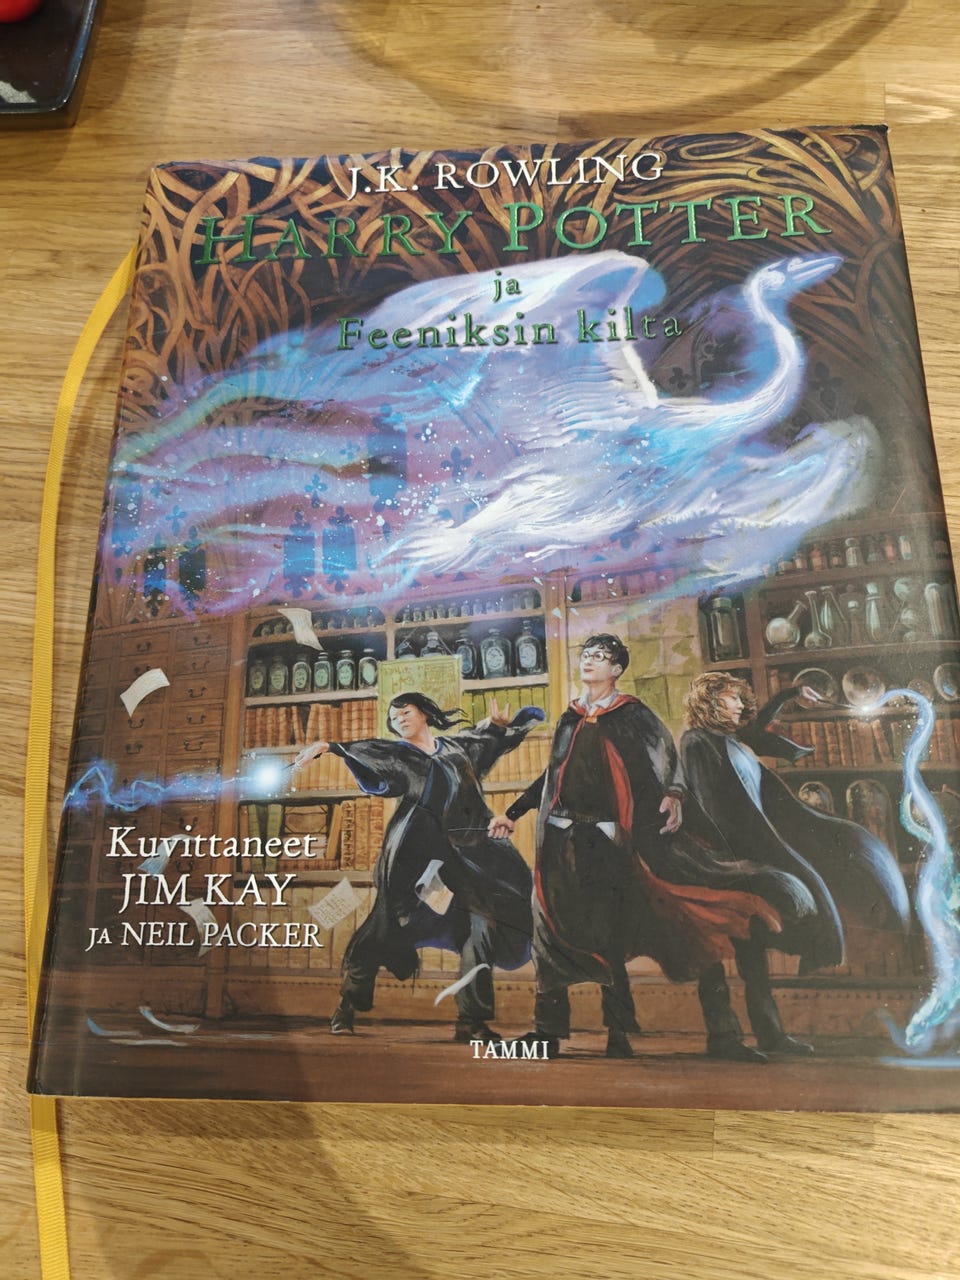 J.K. ROWLING
HARRY POTTER
ja
Feeniksin kilta
Kuvittaneet
JIM KAY
JA NEIL PACKER
TAMMI